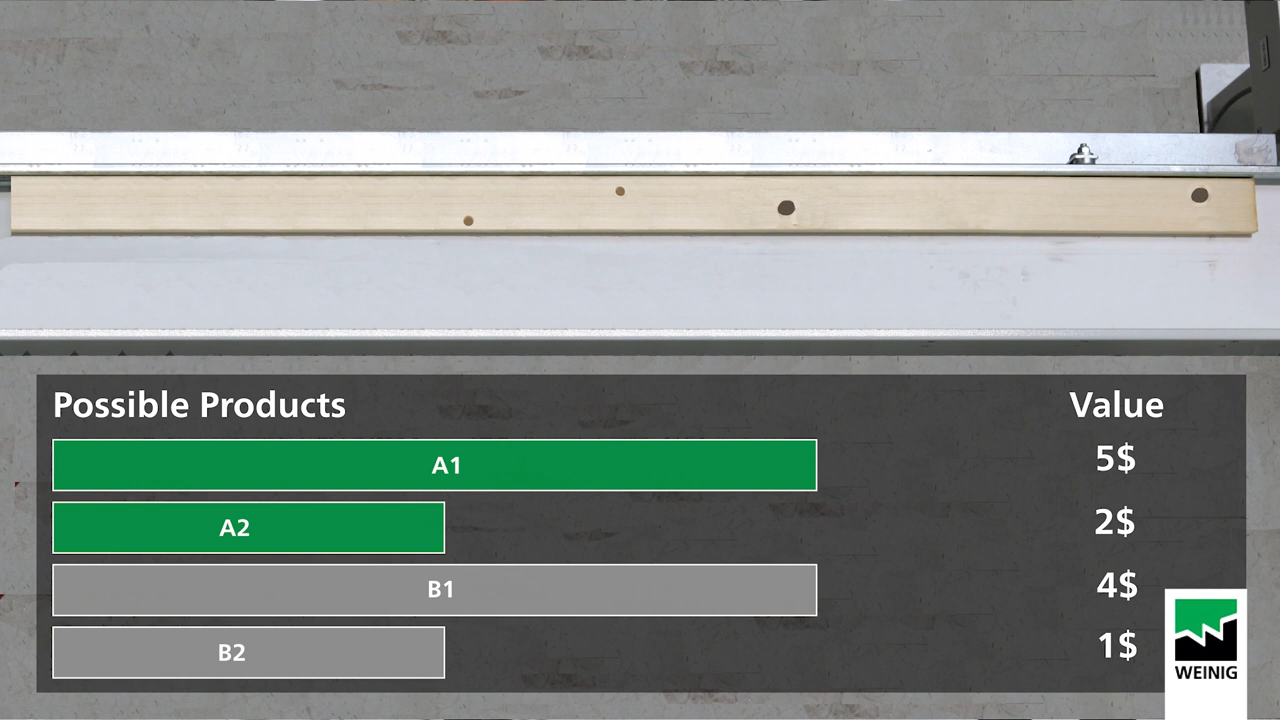 Possible Products Value
A1 5$
A2 2$
B1 4$
B2 1$
WEINIG